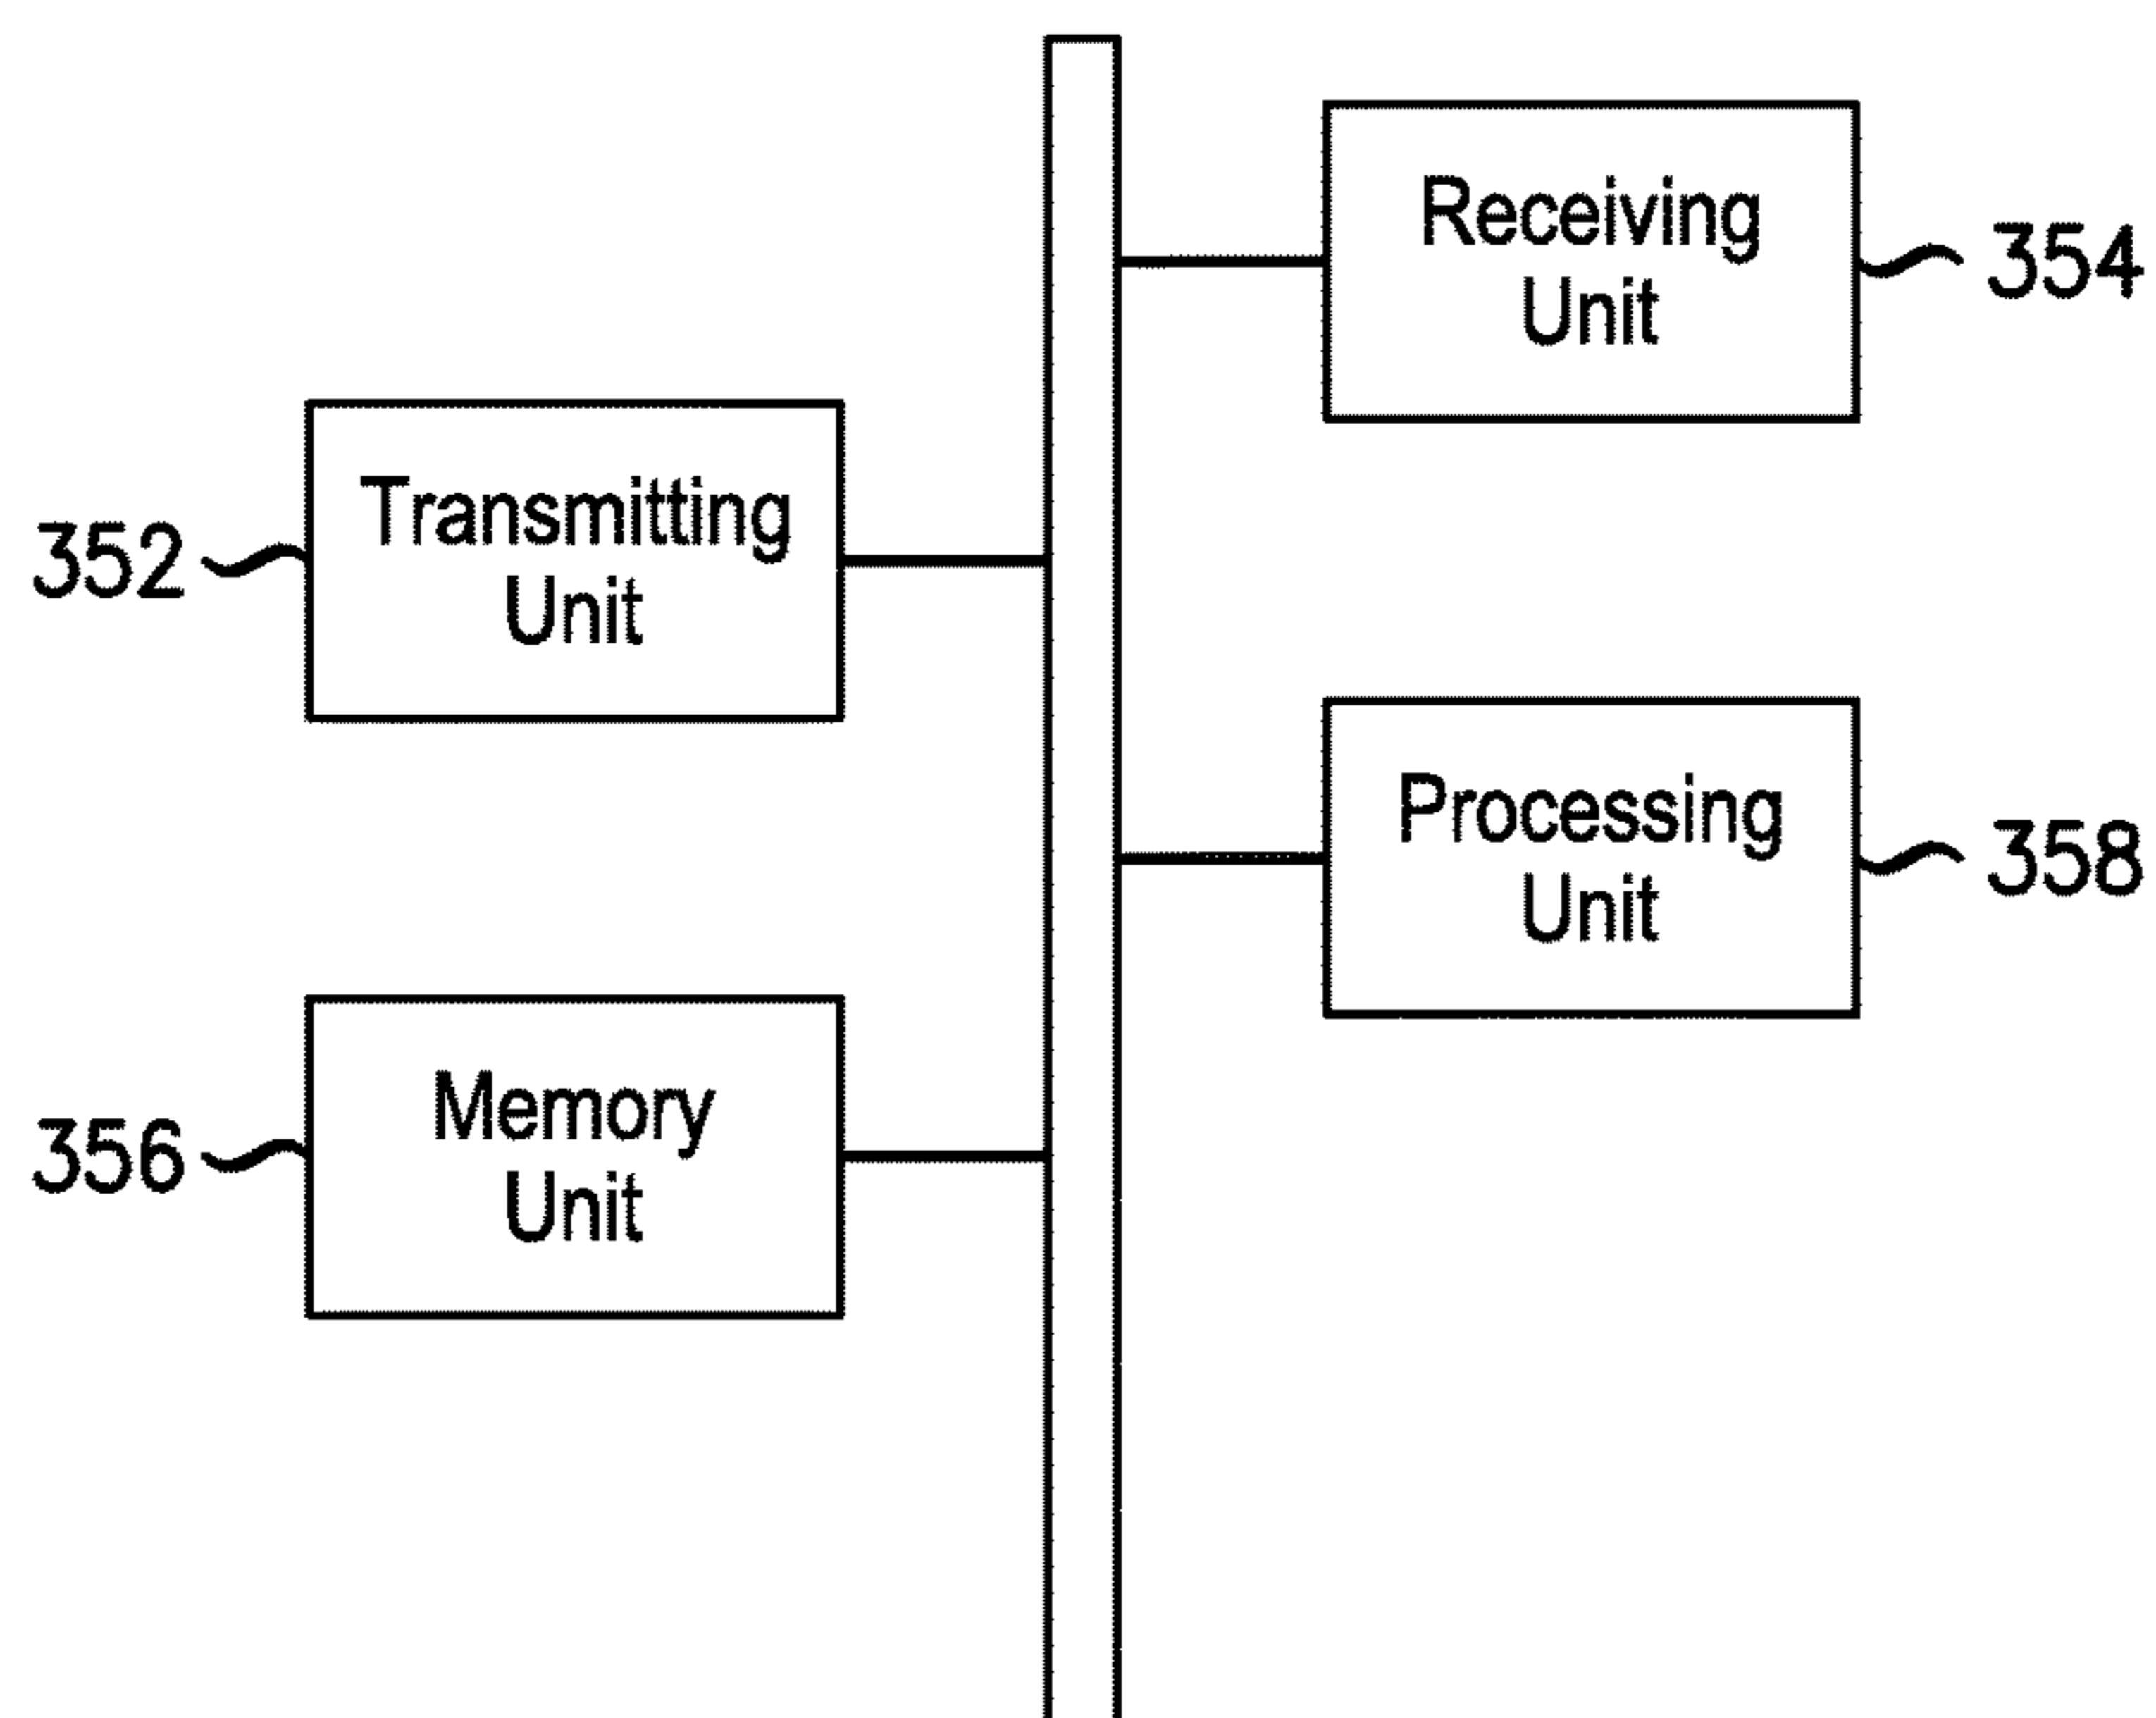 Receiving
Unit
354
Transmitting
Unit
352
Processing
Unit
358
Memory
Unit
356